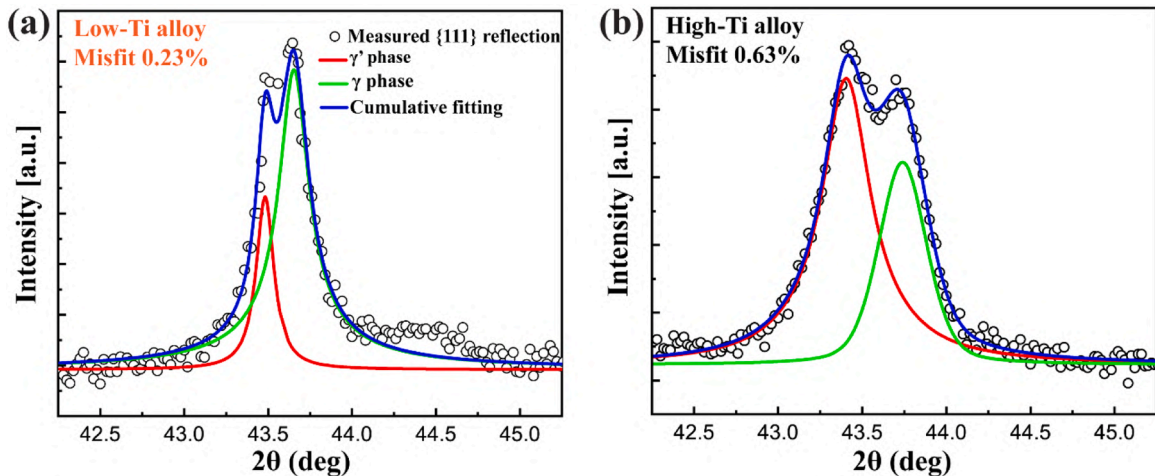 (a)
Low-Ti alloy
Misfit 0.23%
Measured {111} reflection
γ' phase
γ phase
Cumulative fitting
Intensity [a.u.]
42.5 43.0 43.5 44.0 44.5 45.0
2θ (deg)
(b)
High-Ti alloy
Misfit 0.63%
Intensity [a.u.]
42.5 43.0 43.5 44.0 44.5 45.0
2θ (deg)